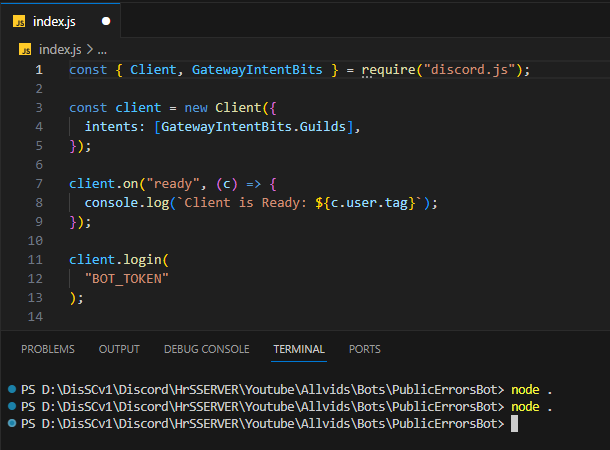 JS index.js
JS index.js > ...
1 const { Client, GatewayIntentBits } = require("discord.js");
2
3 const client = new Client({
4 intents: [GatewayIntentBits.Guilds],
5 });
6
7 client.on("ready", (c) => {
8 console.log(`Client is Ready: ${c.user.tag}`);
9 });
10
11 client.login(
12 "BOT_TOKEN"
13 );
14
PROBLEMS OUTPUT DEBUG CONSOLE TERMINAL PORTS
PS D:\DisSCv1\Discord\HrSSERVER\Youtube\Allvids\Bots\PublicErrorsBot> node .
PS D:\DisSCv1\Discord\HrSSERVER\Youtube\Allvids\Bots\PublicErrorsBot> node .
PS D:\DisSCv1\Discord\HrSSERVER\Youtube\Allvids\Bots\PublicErrorsBot>